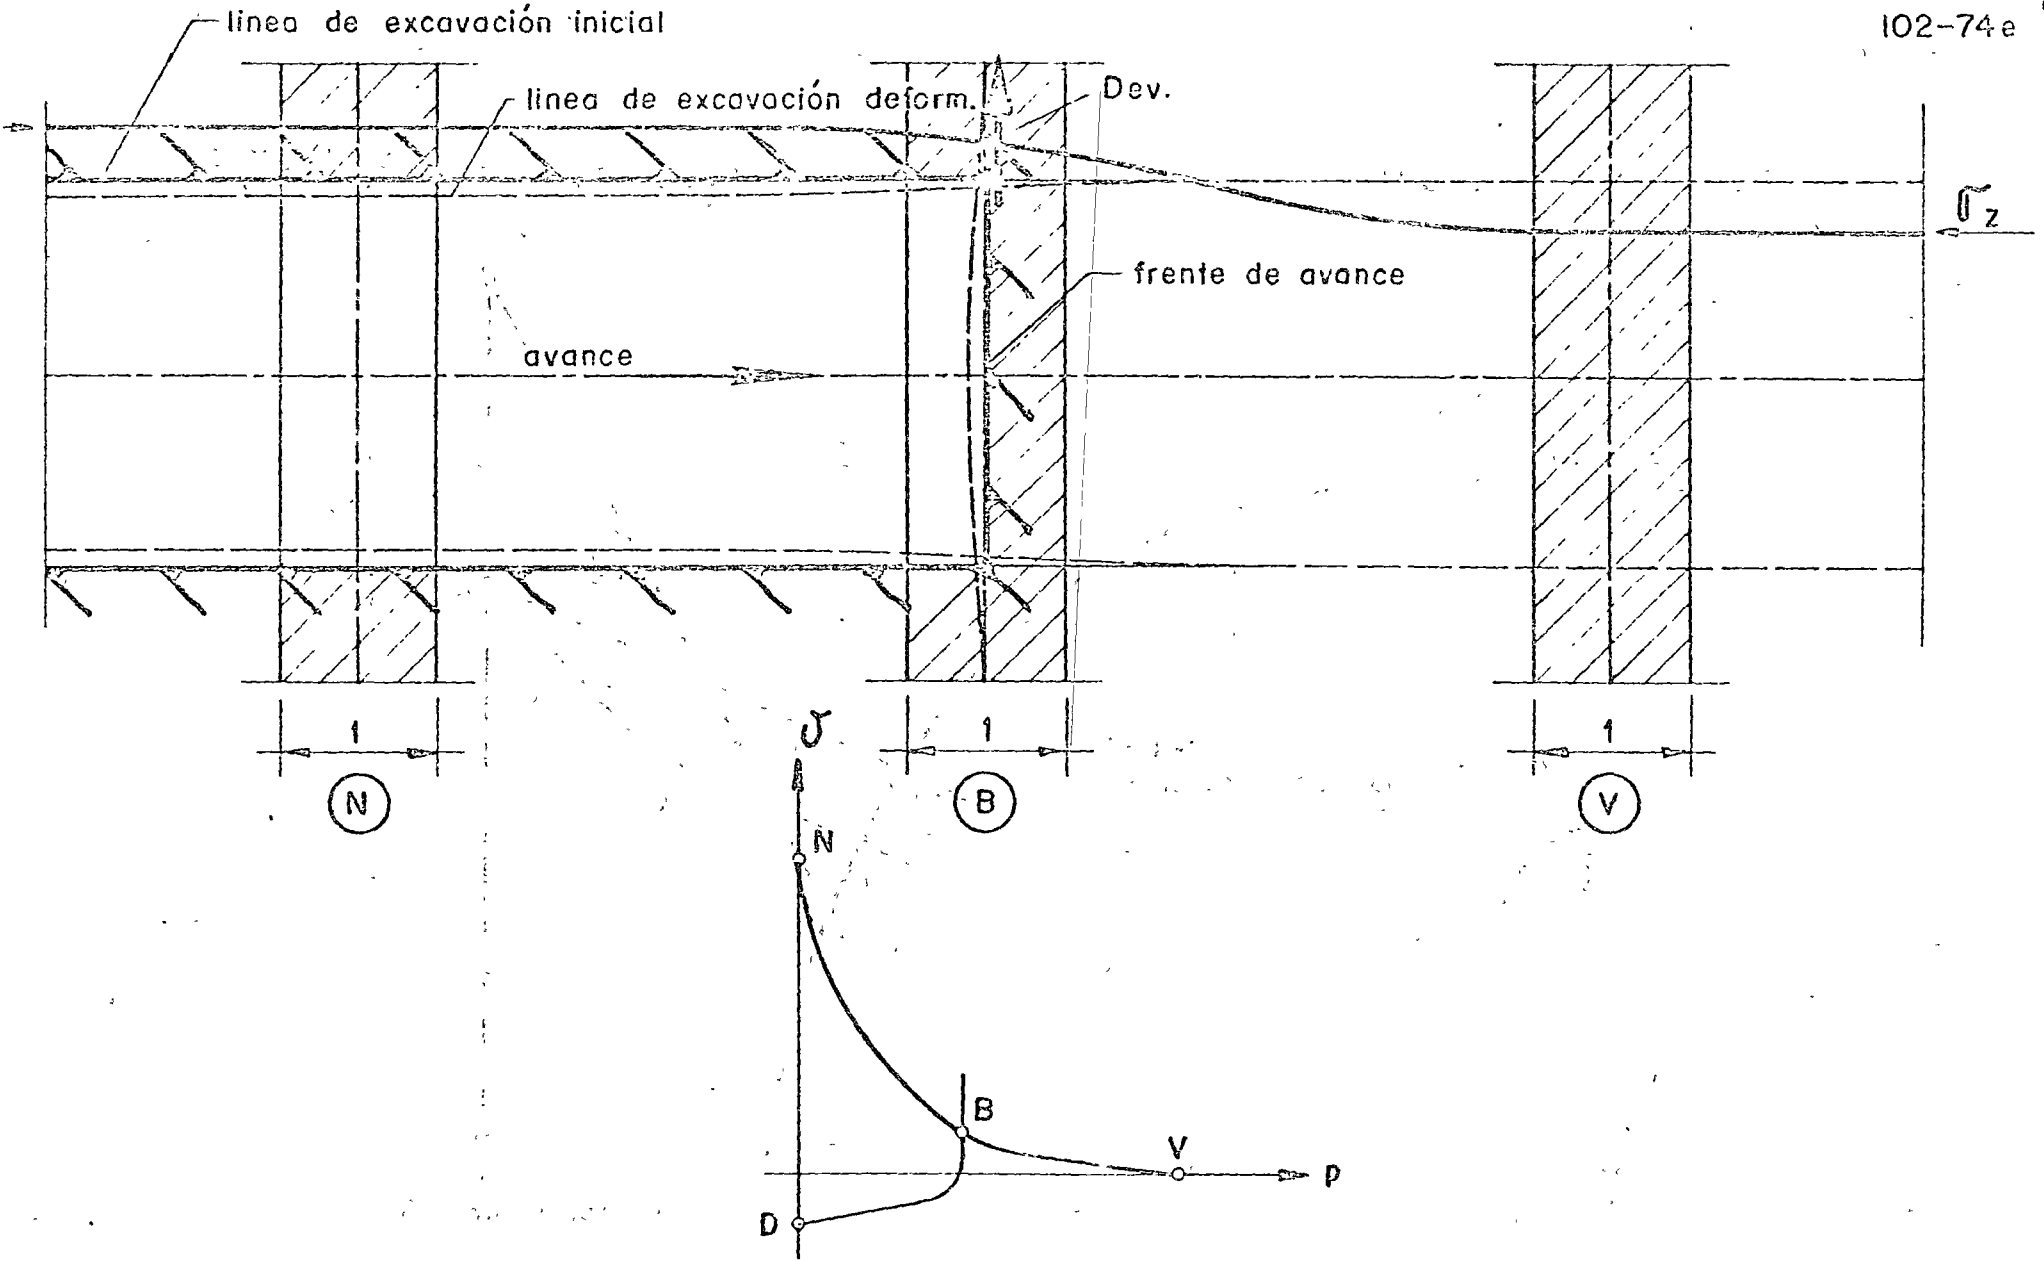 linea de excavación inicial
102-74e
linea de excavación deform.
Dev.
σz
frente de avance
avance
1
1
1
N
B
V
N
B
V
P
D